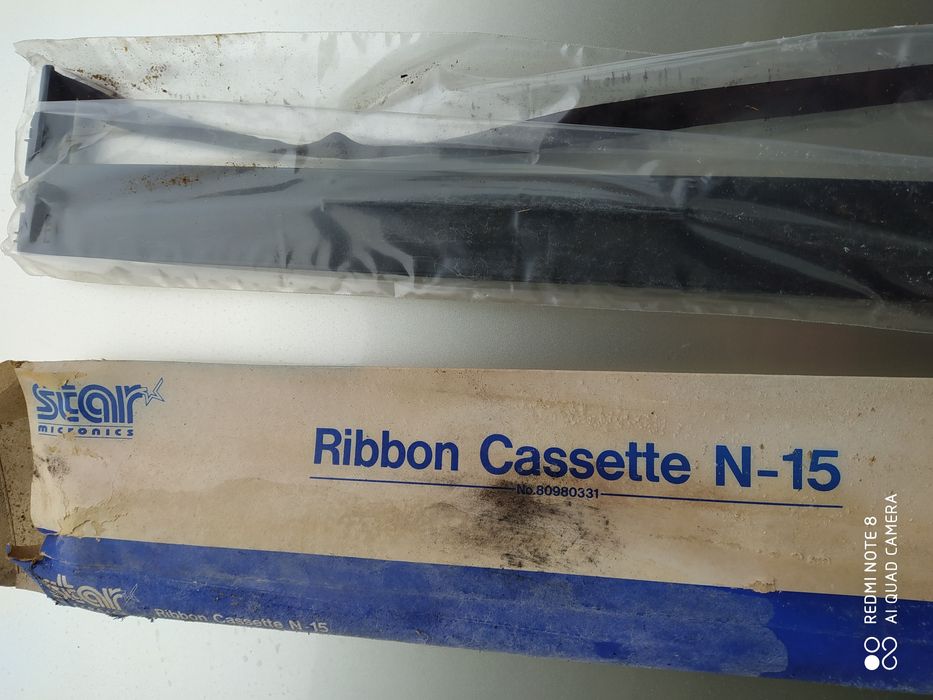 star
micronics
Ribbon Cassette N-15
No.80980331
star
Ribbon Cassette N-15
REDMI NOTE 8
AI QUAD CAMERA